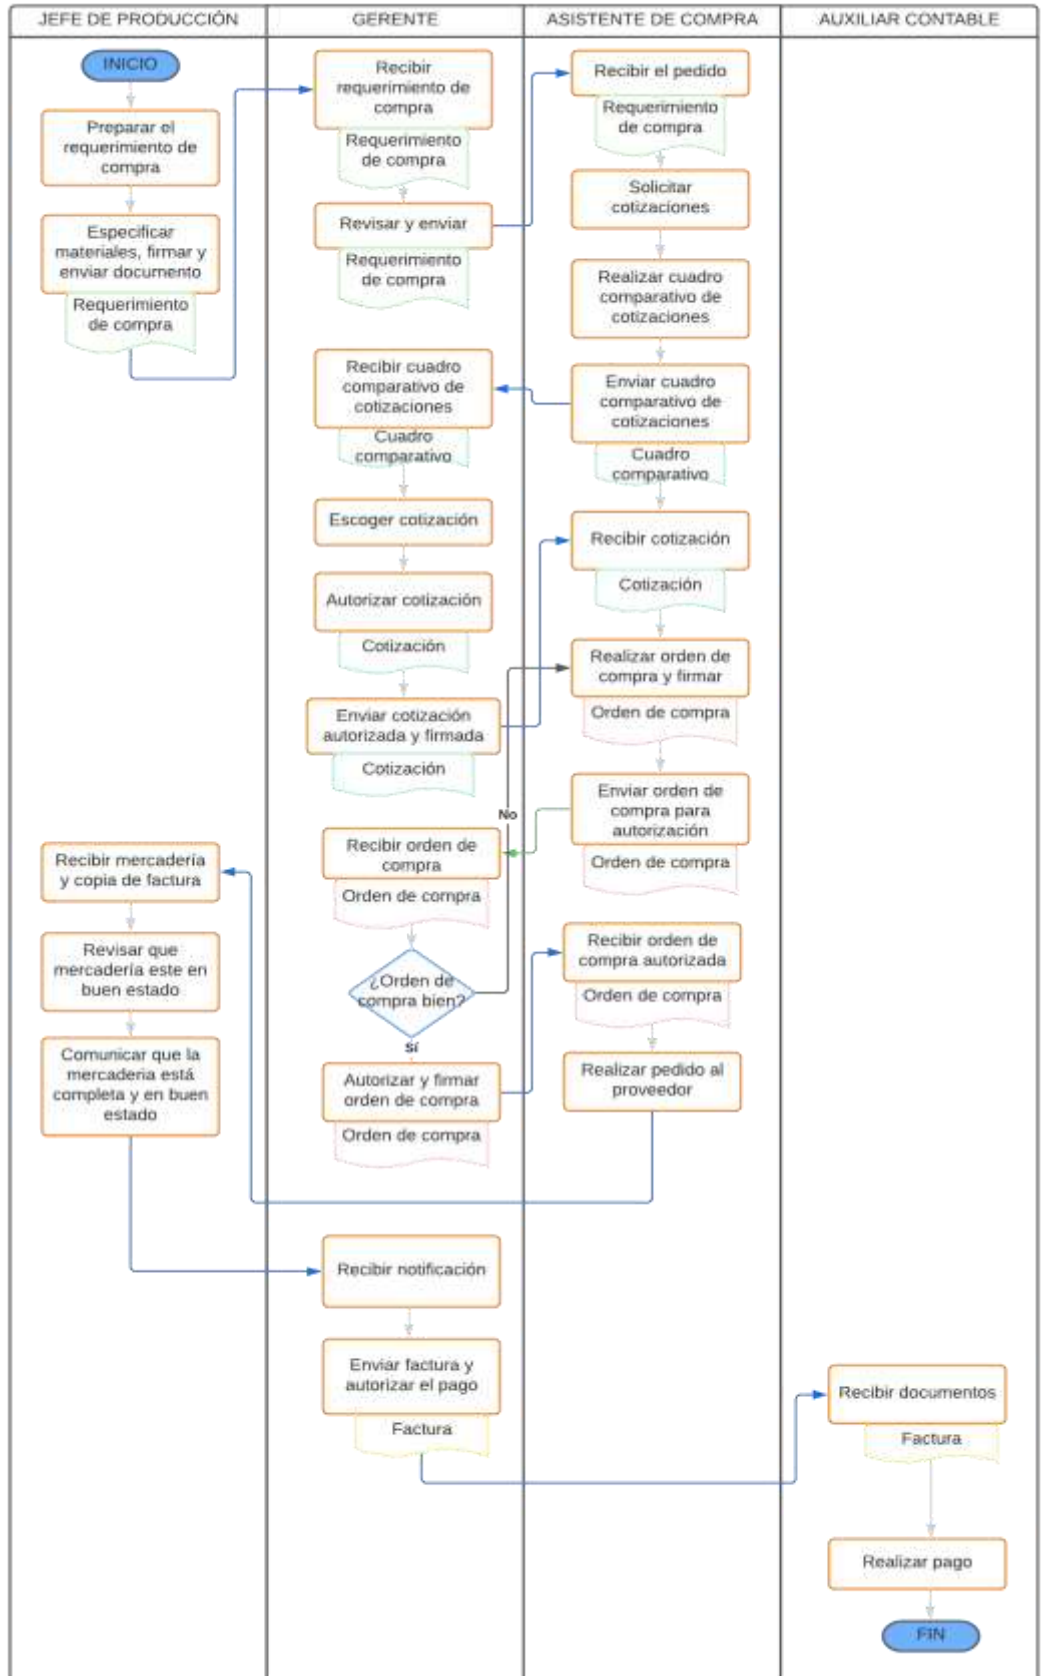 JEFE DE PRODUCCIÓN
GERENTE
ASISTENTE DE COMPRA
AUXILIAR CONTABLE
INICIO
Preparar el
requerimiento de
compra
Especificar
materiales, firmar y
enviar documento
Requerimiento
de compra
Recibir
requerimiento de
compra
Requerimiento
de compra
Revisar y enviar
Requerimiento
de compra
Recibir el pedido
Requerimiento
de compra
Solicitar
cotizaciones
Realizar cuadro
comparativo de
cotizaciones
Enviar cuadro
comparativo de
cotizaciones
Cuadro
comparativo
Recibir cuadro
comparativo de
cotizaciones
Cuadro
comparativo
Escoger cotización
Autorizar cotización
Cotización
Enviar cotización
autorizada y firmada
Cotización
Recibir cotización
Cotización
Realizar orden de
compra y firmar
Orden de compra
Enviar orden de
compra para
autorización
Orden de compra
Recibir orden de
compra
Orden de compra
¿Orden de
compra bien?
No
Sí
Autorizar y firmar
orden de compra
Orden de compra
Recibir orden de
compra autorizada
Orden de compra
Realizar pedido al
proveedor
Recibir mercadería
y copia de factura
Revisar que
mercadería este en
buen estado
Comunicar que la
mercaderia está
completa y en buen
estado
Recibir notificación
Enviar factura y
autorizar el pago
Factura
Recibir documentos
Factura
Realizar pago
FIN